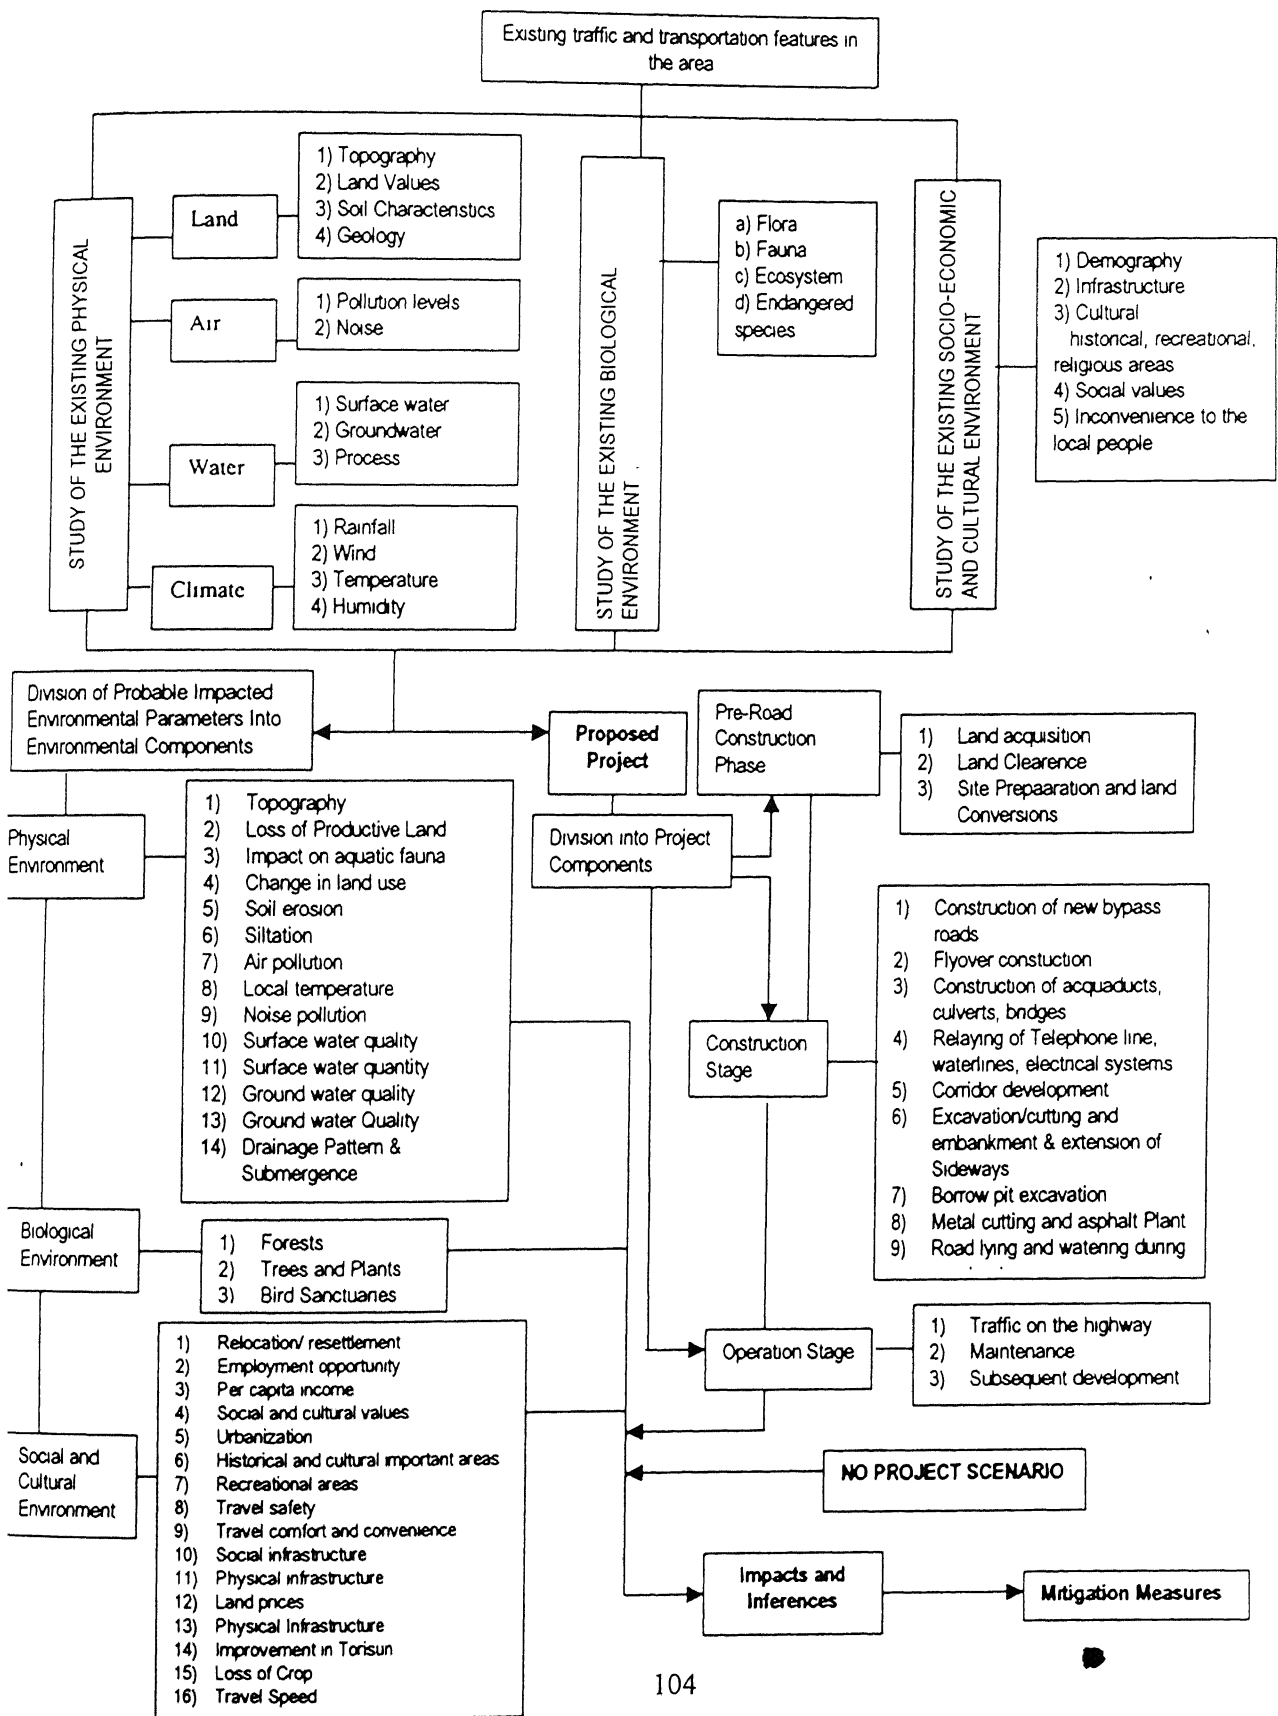 Existing traffic and transportation features in
the area
STUDY OF THE EXISTING PHYSICAL
ENVIRONMENT
Land
1) Topography
2) Land Values
3) Soil Characteristics
4) Geology
Air
1) Pollution levels
2) Noise
Water
1) Surface water
2) Groundwater
3) Process
Climate
1) Rainfall
2) Wind
3) Temperature
4) Humidity
STUDY OF THE EXISTING BIOLOGICAL
ENVIRONMENT
a) Flora
b) Fauna
c) Ecosystem
d) Endangered
species
STUDY OF THE EXISTING SOCIO-ECONOMIC
AND CULTURAL ENVIRONMENT
1) Demography
2) Infrastructure
3) Cultural
historical, recreational,
religious areas
4) Social values
5) Inconvenience to the
local people
Division of Probable Impacted
Environmental Parameters Into
Environmental Components
Proposed
Project
Pre-Road
Construction
Phase
1) Land acquisition
2) Land Clearence
3) Site Prepaaration and land
Conversions
Physical
Environment
1) Topography
2) Loss of Productive Land
3) Impact on aquatic fauna
4) Change in land use
5) Soil erosion
6) Siltation
7) Air pollution
8) Local temperature
9) Noise pollution
10) Surface water quality
11) Surface water quantity
12) Ground water quality
13) Ground water Quality
14) Drainage Pattern &
Submergence
Division into Project
Components
Construction
Stage
1) Construction of new bypass
roads
2) Flyover constuction
3) Construction of acquaducts,
culverts, bridges
4) Relaying of Telephone line,
waterlines, electrical systems
5) Corridor development
6) Excavation/cutting and
embankment & extension of
Sideways
7) Borrow pit excavation
8) Metal cutting and asphalt Plant
9) Road lying and watering during
Biological
Environment
1) Forests
2) Trees and Plants
3) Bird Sanctuaries
Operation Stage
1) Traffic on the highway
2) Maintenance
3) Subsequent development
Social and
Cultural
Environment
1) Relocation/ resettlement
2) Employment opportunity
3) Per capita income
4) Social and cultural values
5) Urbanization
6) Historical and cultural important areas
7) Recreational areas
8) Travel safety
9) Travel comfort and convenience
10) Social infrastructure
11) Physical infrastructure
12) Land prices
13) Physical Infrastructure
14) Improvement in Torisun
15) Loss of Crop
16) Travel Speed
NO PROJECT SCENARIO
Impacts and
Inferences
Mitigation Measures
104